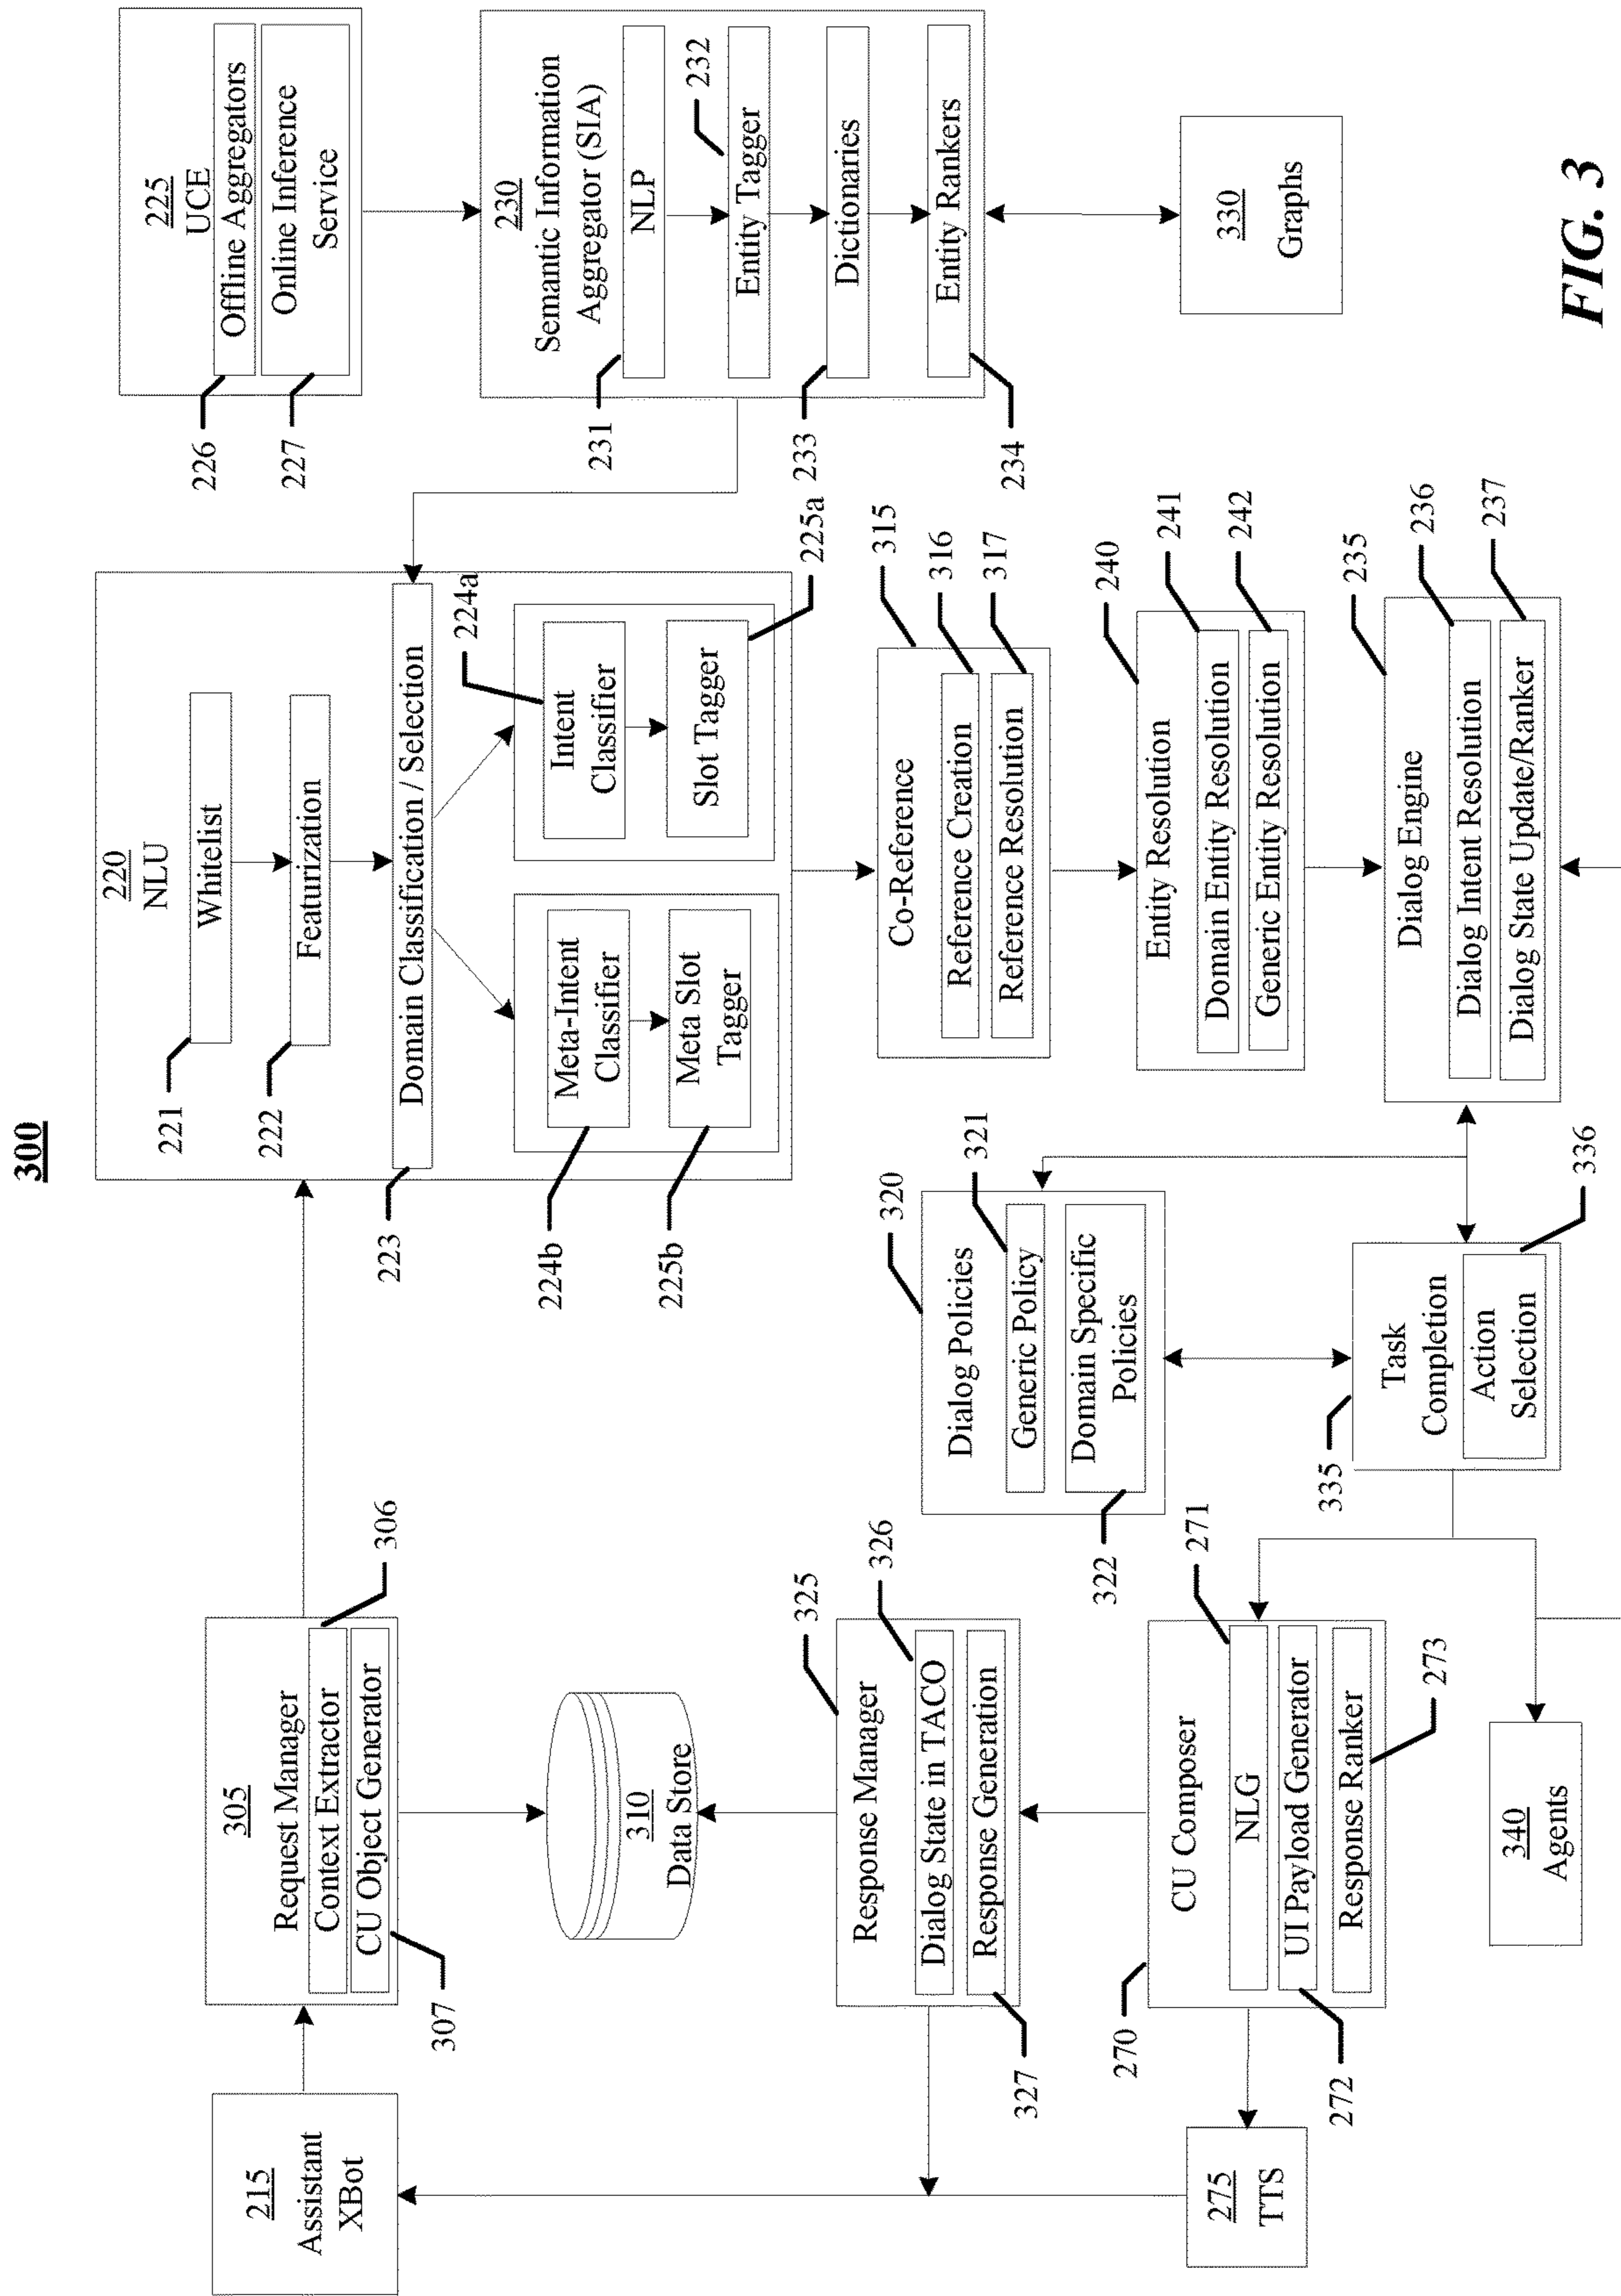 300
215
Assistant
XBot
305
Request Manager
Context Extractor
CU Object Generator
306
307
310
Data Store
220
NLU
Whitelist
Featurization
Domain Classification / Selection
Meta-Intent
Classifier
Meta Slot
Tagger
Intent
Classifier
Slot Tagger
221
222
223
224b
225b
224a
225a
225
UCE
Offline Aggregators
Online Inference
Service
226
227
230
Semantic Information
Aggregator (SIA)
NLP
Entity Tagger
Dictionaries
Entity Rankers
231
232
233
234
330
Graphs
Co-Reference
Reference Creation
Reference Resolution
315
316
317
Entity Resolution
Domain Entity Resolution
Generic Entity Resolution
240
241
242
Dialog Engine
Dialog Intent Resolution
Dialog State Update/Ranker
235
236
237
Dialog Policies
Generic Policy
Domain Specific
Policies
320
321
322
Task
Completion
Action
Selection
335
336
Response Manager
Dialog State in TACO
Response Generation
325
326
327
CU Composer
NLG
UI Payload Generator
Response Ranker
270
271
272
273
275
TTS
340
Agents
FIG. 3